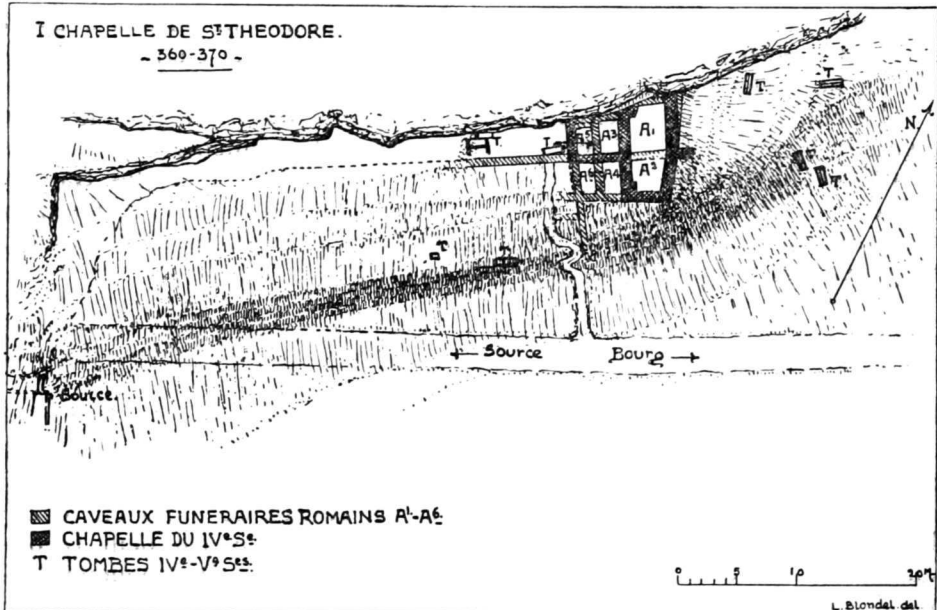 I CHAPELLE DE ST THEODORE.
- 360-370 -
T T A5 A3 A1 T T
A6 A4 A2 T
T T
N
← Source Bourg →
Source.
CAVEAUX FUNERAIRES ROMAINS A1-A6.
CHAPELLE DU IVe Se.
T TOMBES IVe-Ve Ses.
0 5 10 20m
L. Blondel. del.